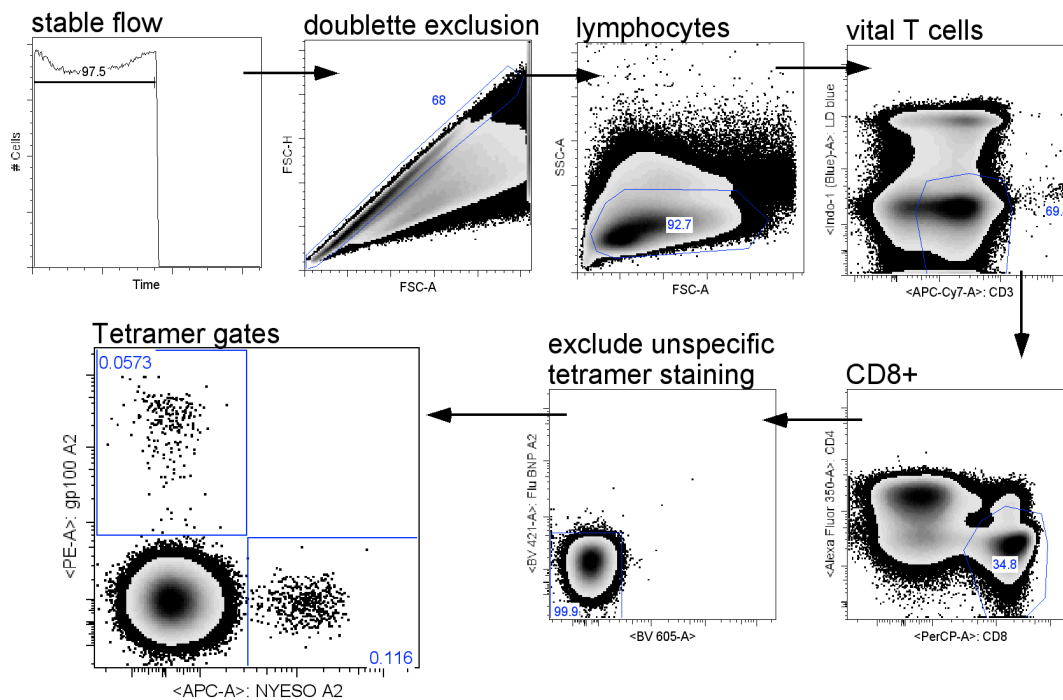 stable flow
doublette exclusion
lymphocytes
vital T cells
97.5
# Cells
Time
68
FSC-H
FSC-A
92.7
SSC-A
FSC-A
69.
<Indo-1 (Blue)-A>: LD blue
<APC-Cy7-A>: CD3
Tetramer gates
0.0573
<PE-A>: gp100 A2
0.116
<APC-A>: NYESO A2
exclude unspecific
tetramer staining
<BV 421-A>: Flu BNP A2
99.9
<BV 605-A>
CD8+
<Alexa Fluor 350-A>: CD4
34.8
<PerCP-A>: CD8